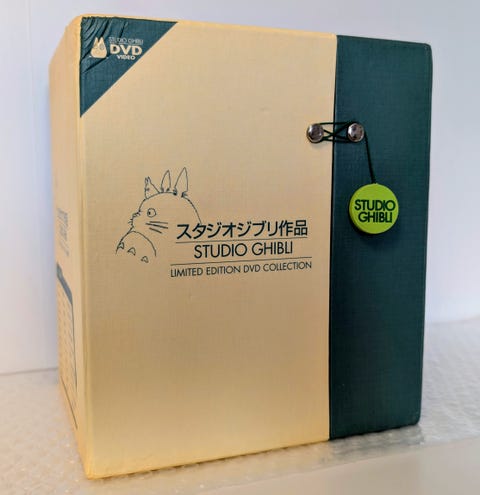 STUDIO GHIBLI
DVD
VIDEO
スタジオジブリ作品
STUDIO GHIBLI
LIMITED EDITION DVD COLLECTION
STUDIO
GHIBLI